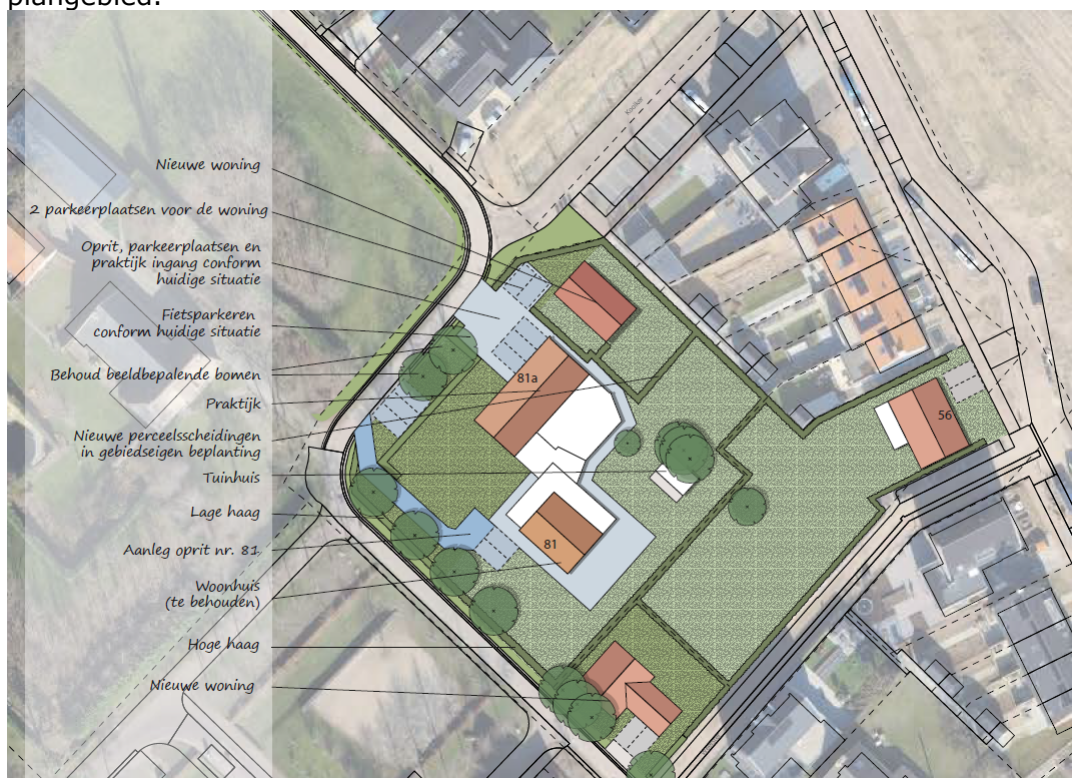 plangebied.
Nieuwe woning
2 parkeerplaatsen voor de woning
Oprit, parkeerplaatsen en
praktijk ingang conform
huidige situatie
Fietsparkeren
conform huidige situatie
Behoud beeldbepalende bomen
Praktijk
Nieuwe perceelsscheidingen
in gebiedseigen beplanting
Tuinhuis
Lage haag
Aanleg oprit nr. 81
Woonhuis
(te behouden)
Hoge haag
Nieuwe woning
81a
81
56